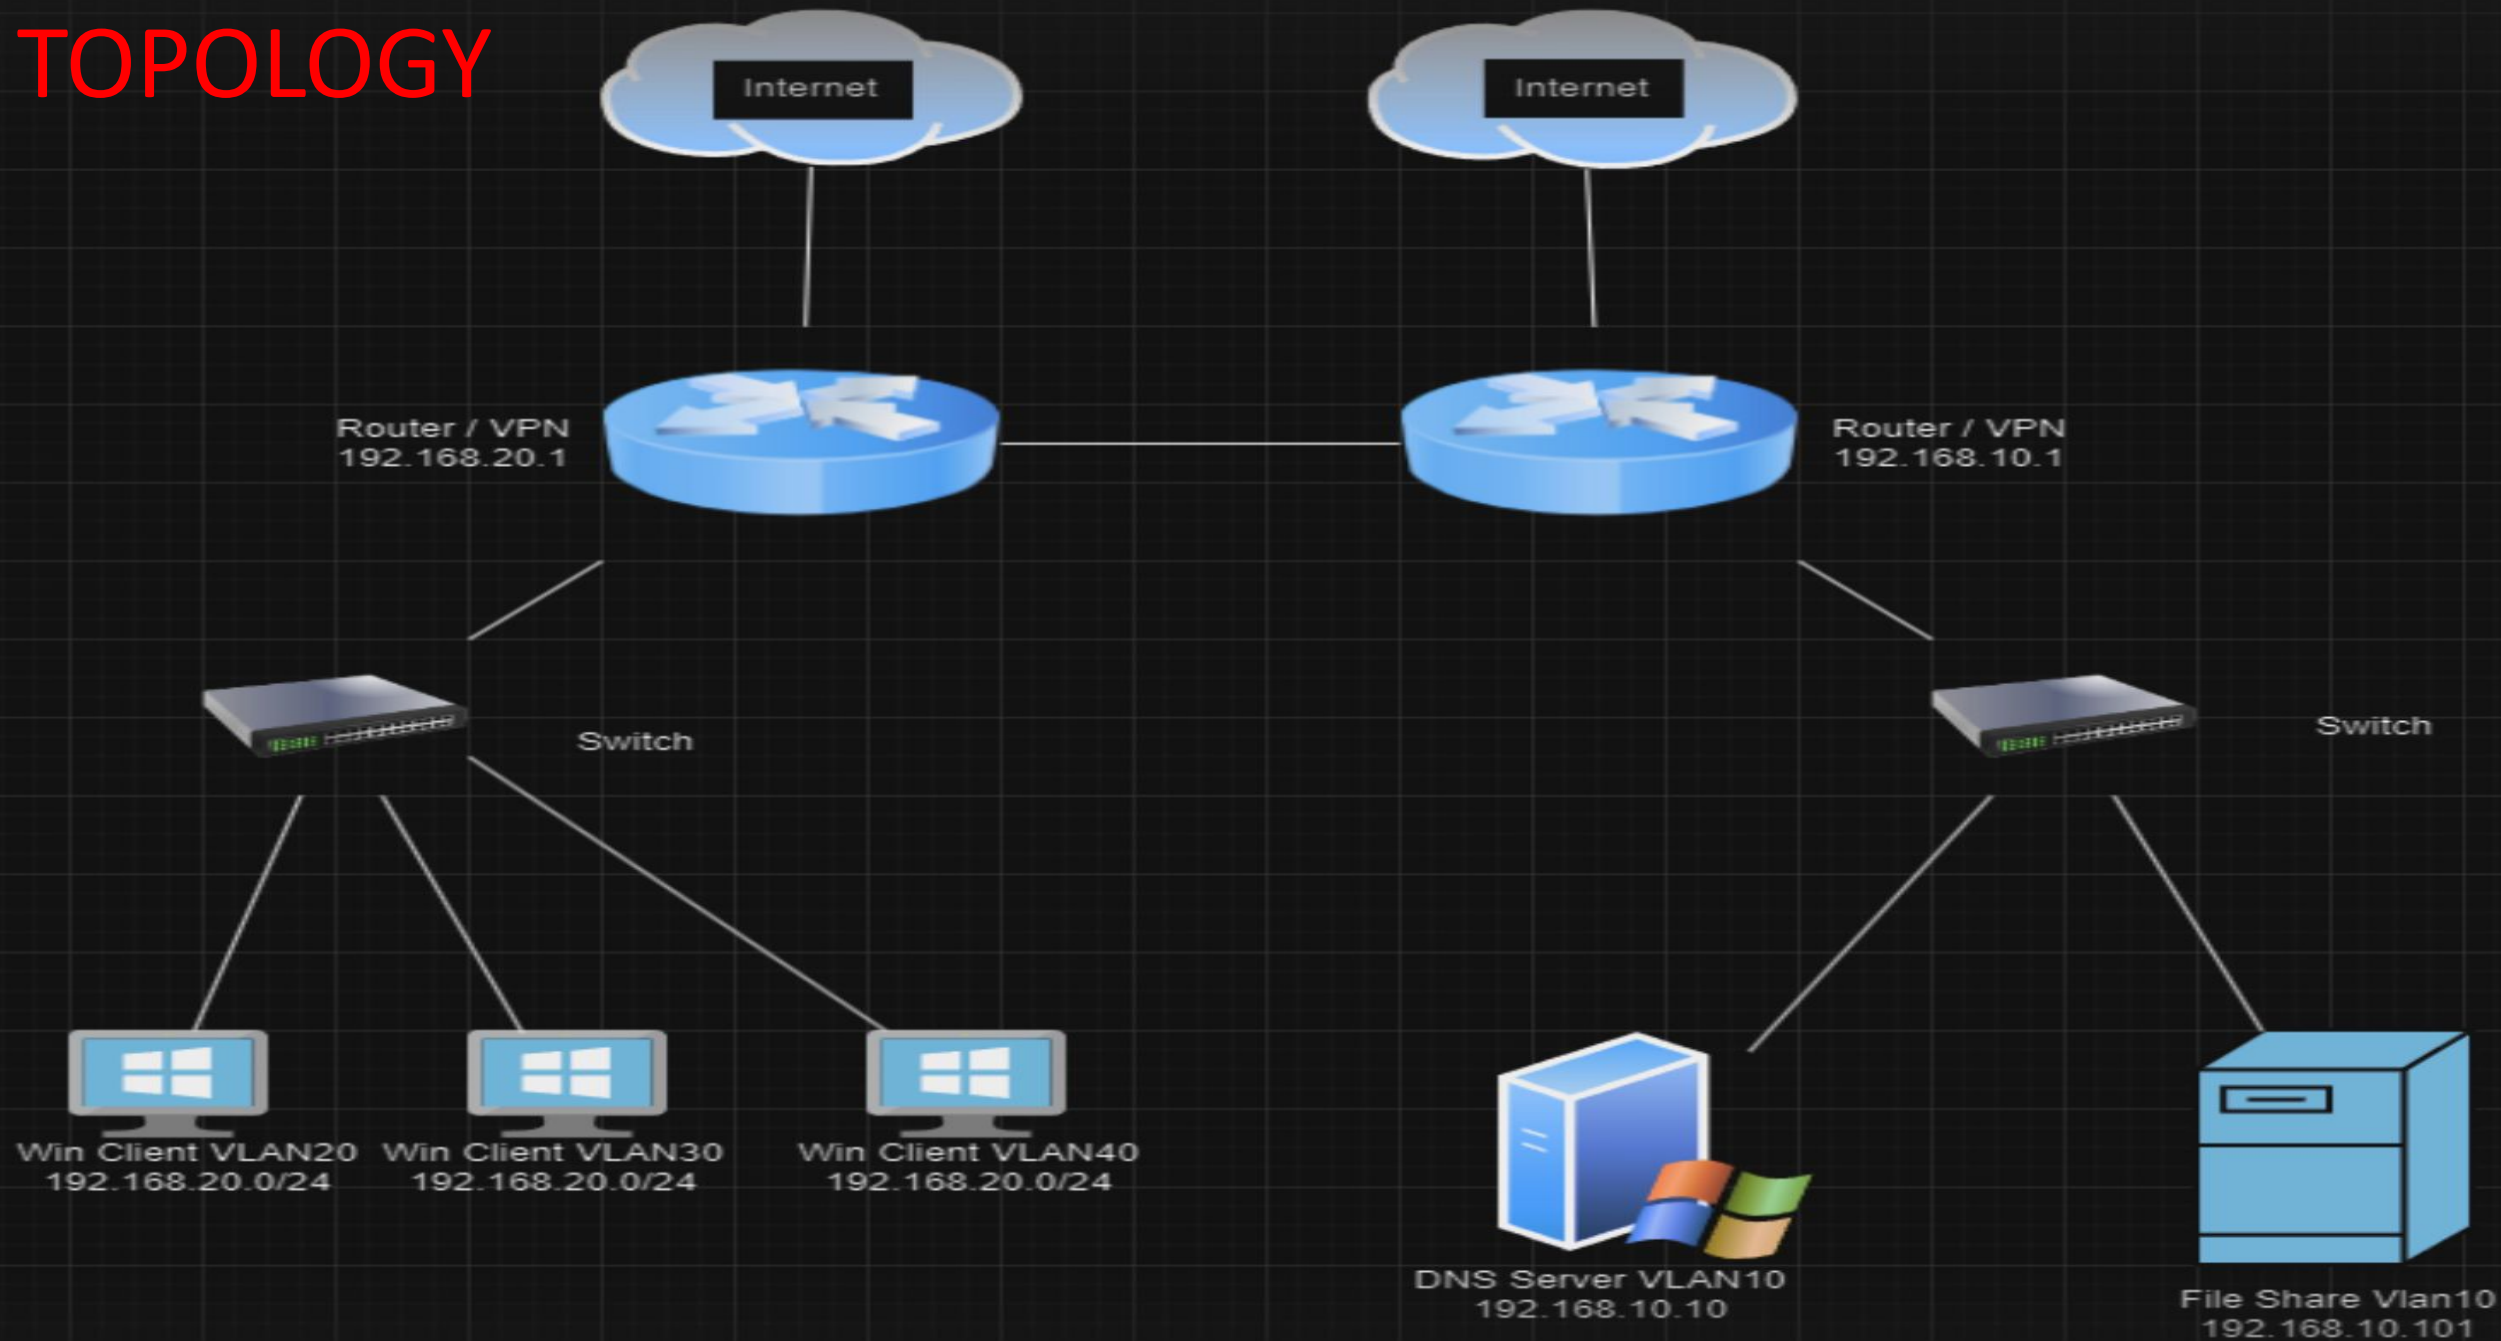 TOPOLOGY
Internet
Internet
Router / VPN
192.168.20.1
Router / VPN
192.168.10.1
Switch
Switch
Win Client VLAN20
192.168.20.0/24
Win Client VLAN30
192.168.20.0/24
Win Client VLAN40
192.168.20.0/24
DNS Server VLAN10
192.168.10.10
File Share Vlan10
192.168.10.101